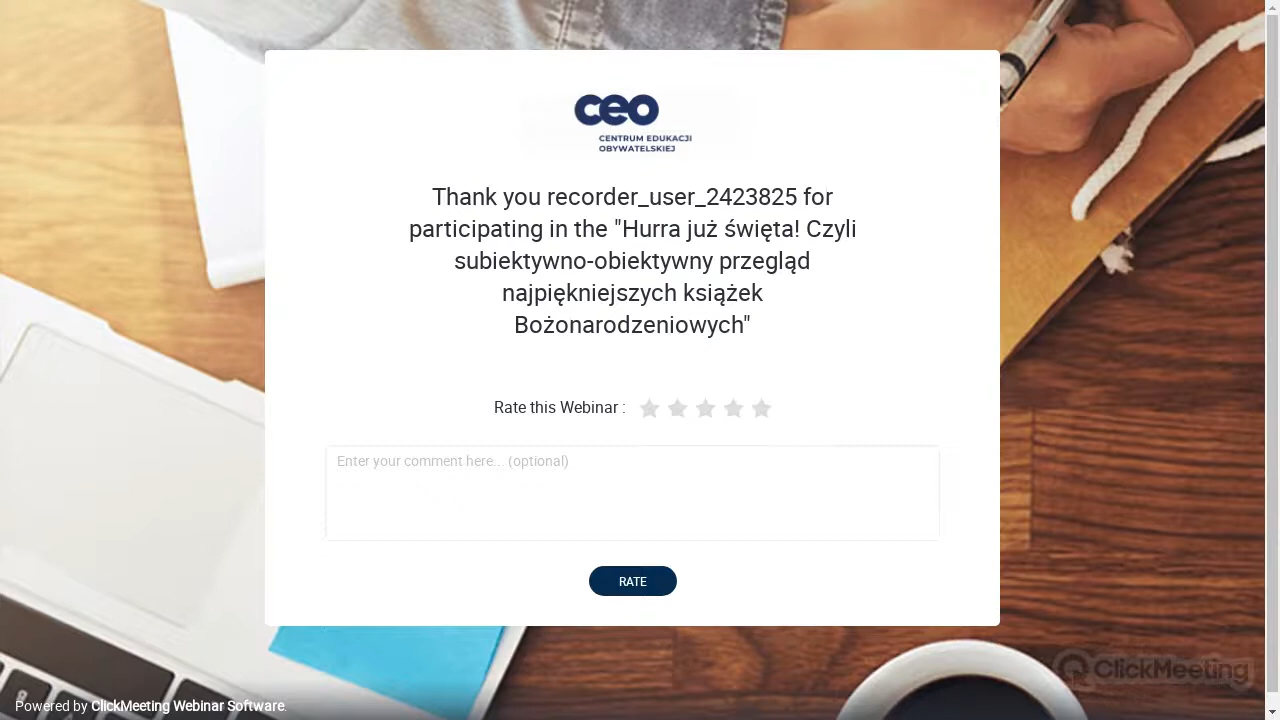 ceo
CENTRUM EDUKACJI
OBYWATELSKIEJ
Thank you recorder_user_2423825 for
participating in the "Hurra już święta! Czyli
subiektywno-obiektywny przegląd
najpiękniejszych książek
Bożonarodzeniowych"
Rate this Webinar :
Enter your comment here... (optional)
RATE
ClickMeeting
Powered by ClickMeeting Webinar Software.